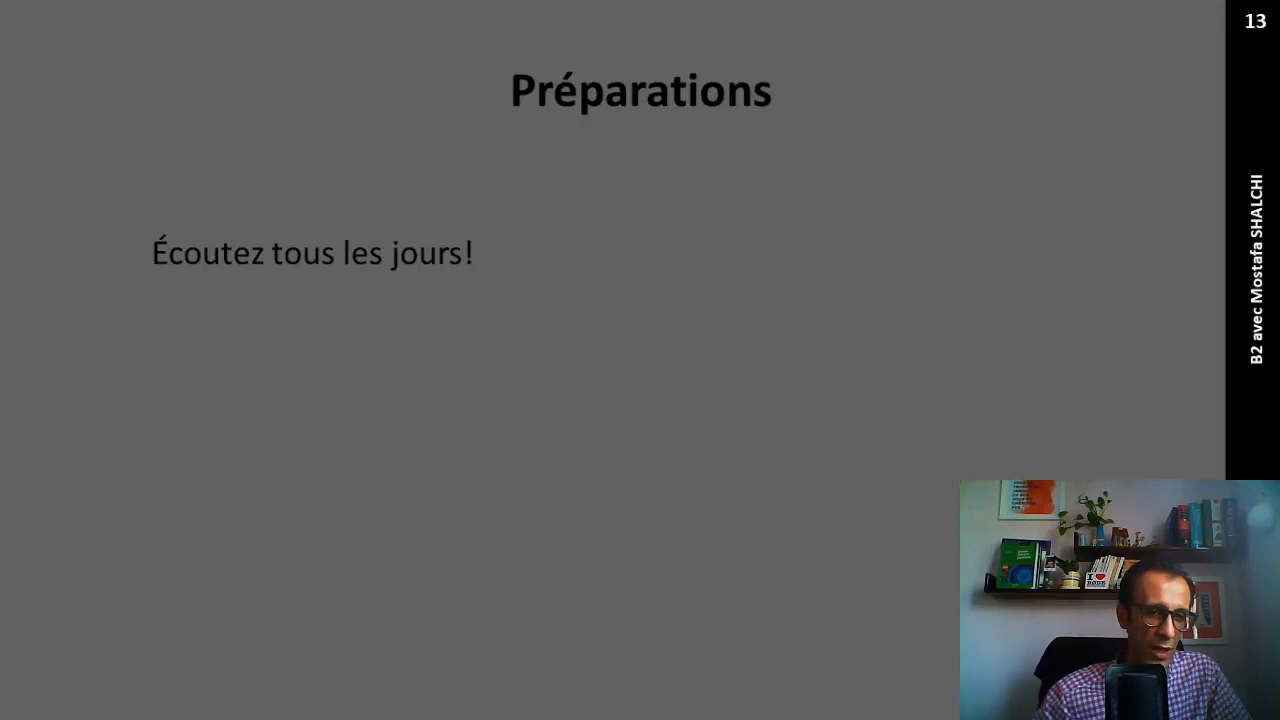 13
Préparations
Écoutez tous les jours!
B2 avec Mostafa SHALCHI
I ❤